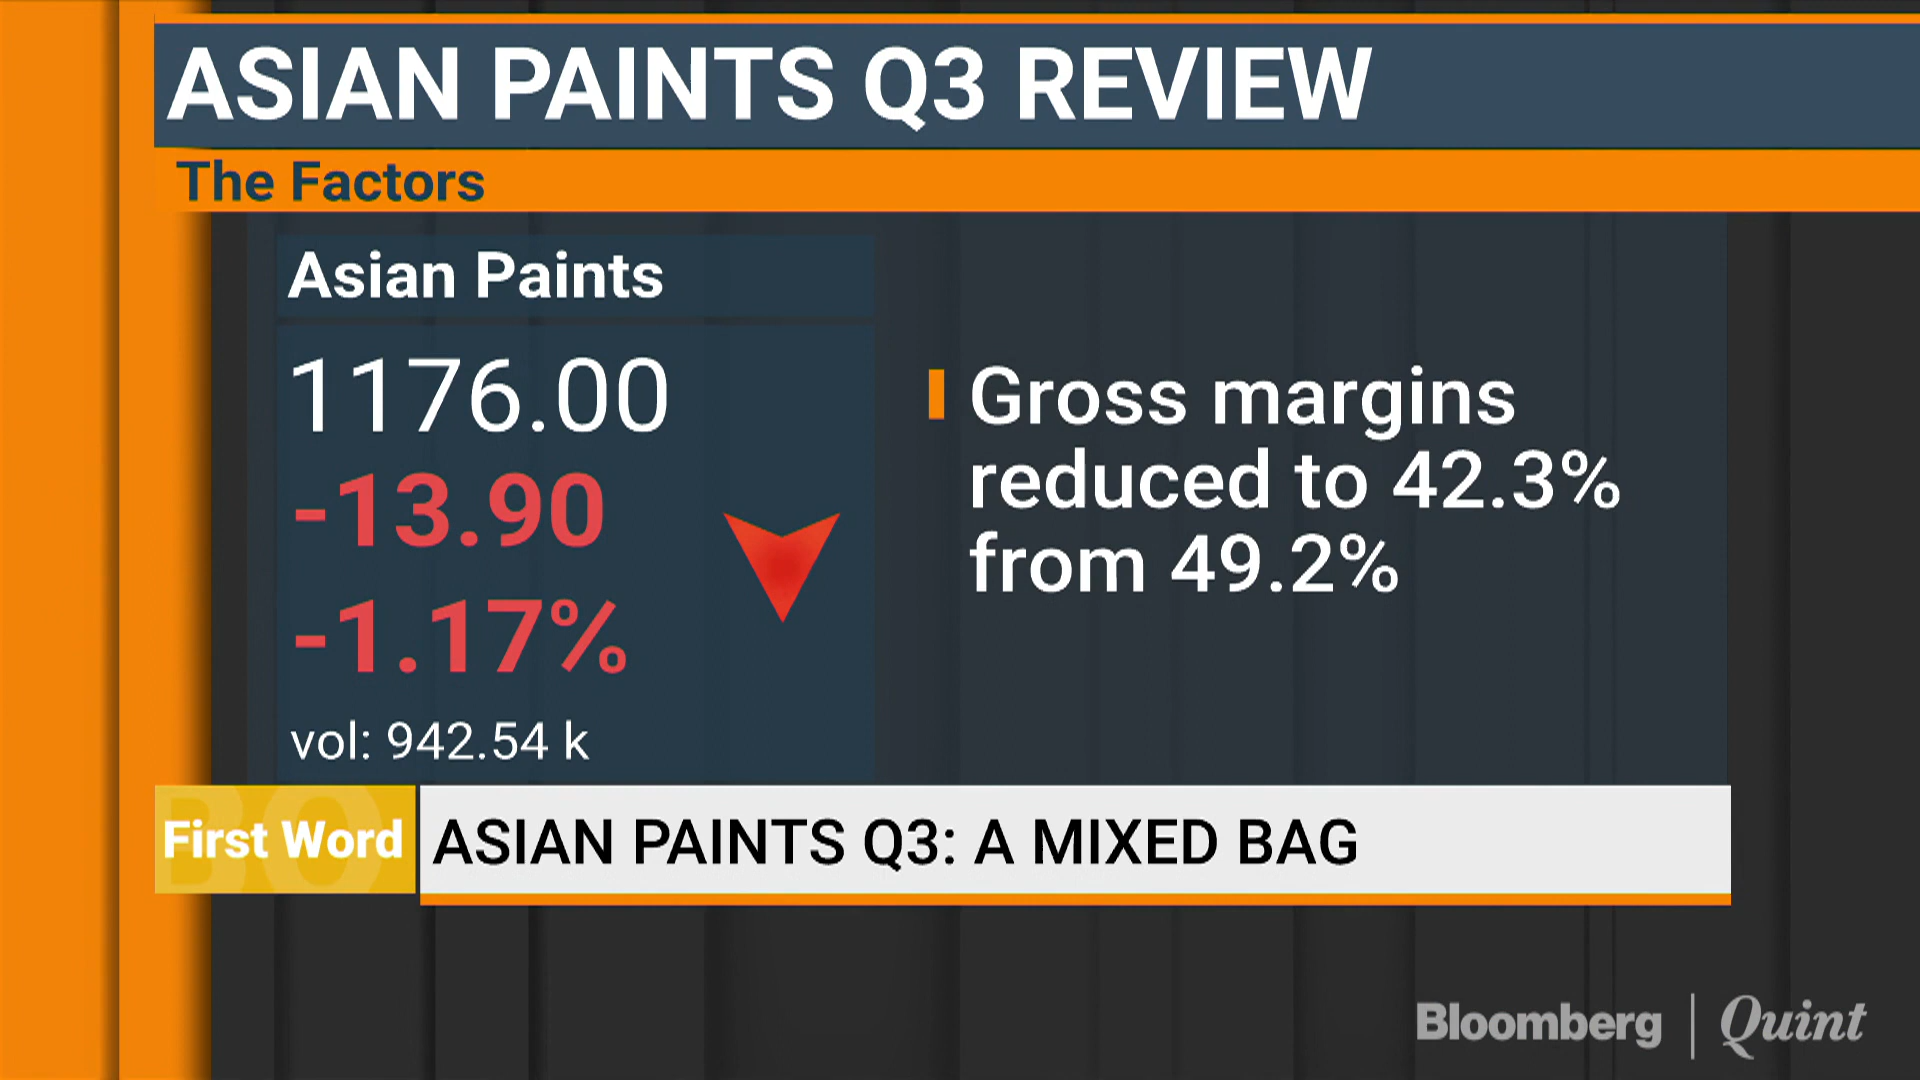 ASIAN PAINTS Q3 REVIEW
The Factors
Asian Paints
1176.00
-13.90
-1.17%
vol: 942.54 k
Gross margins
reduced to 42.3%
from 49.2%
First Word
ASIAN PAINTS Q3: A MIXED BAG
Bloomberg | Quint